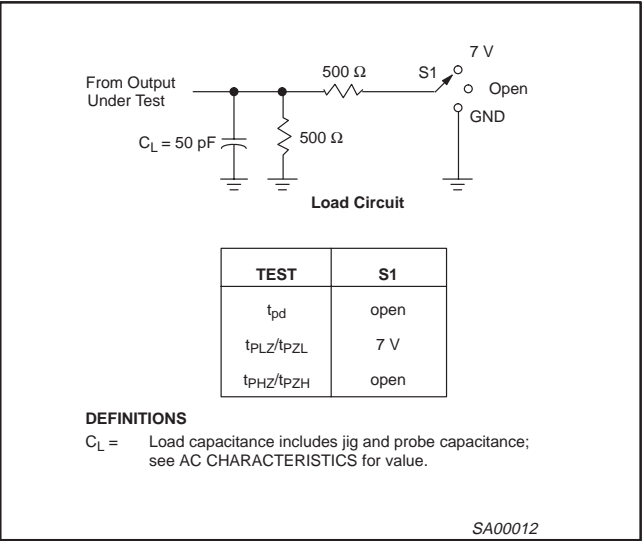 7 V
500 Ω
S1
From Output
Under Test
Open
GND
C_L = 50 pF
500 Ω
Load Circuit
TEST S1
t_pd open
t_PLZ/t_PZL 7 V
t_PHZ/t_PZH open
DEFINITIONS
C_L = Load capacitance includes jig and probe capacitance;
see AC CHARACTERISTICS for value.
SA00012